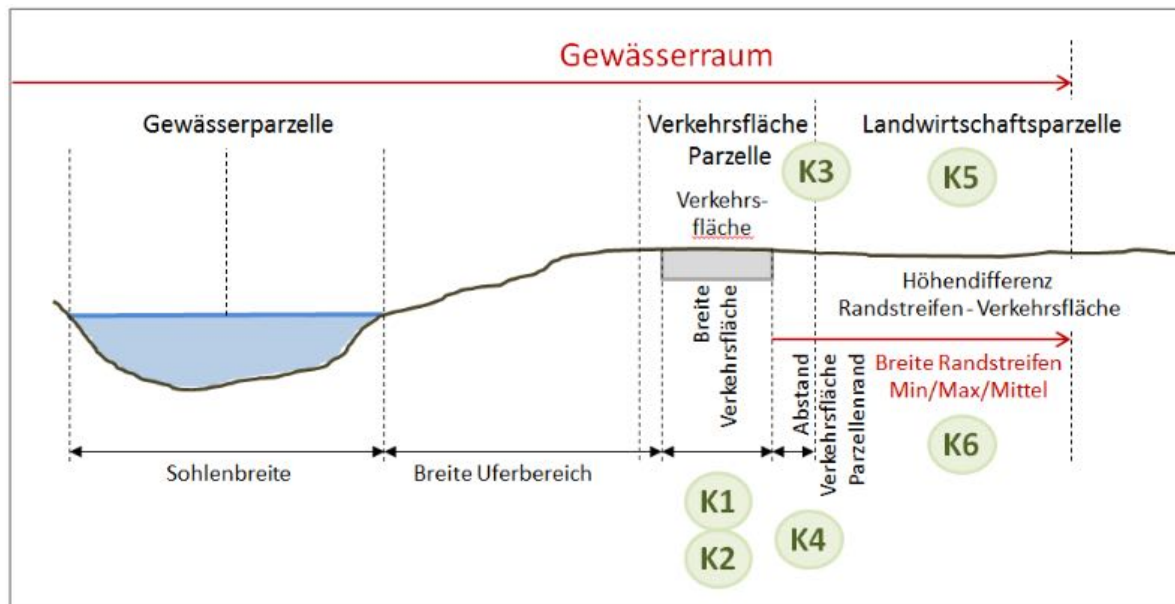 Gewässerraum
Gewässerparzelle
Verkehrsfläche
Parzelle
Landwirtschaftsparzelle
K3
K5
Verkehrs-
fläche
Höhendifferenz
Randstreifen - Verkehrsfläche
Breite
Verkehrsfläche
Abstand
Verkehrsfläche
Parzellenrand
Breite Randstreifen
Min/Max/Mittel
K6
Sohlenbreite
Breite Uferbereich
K1
K2
K4